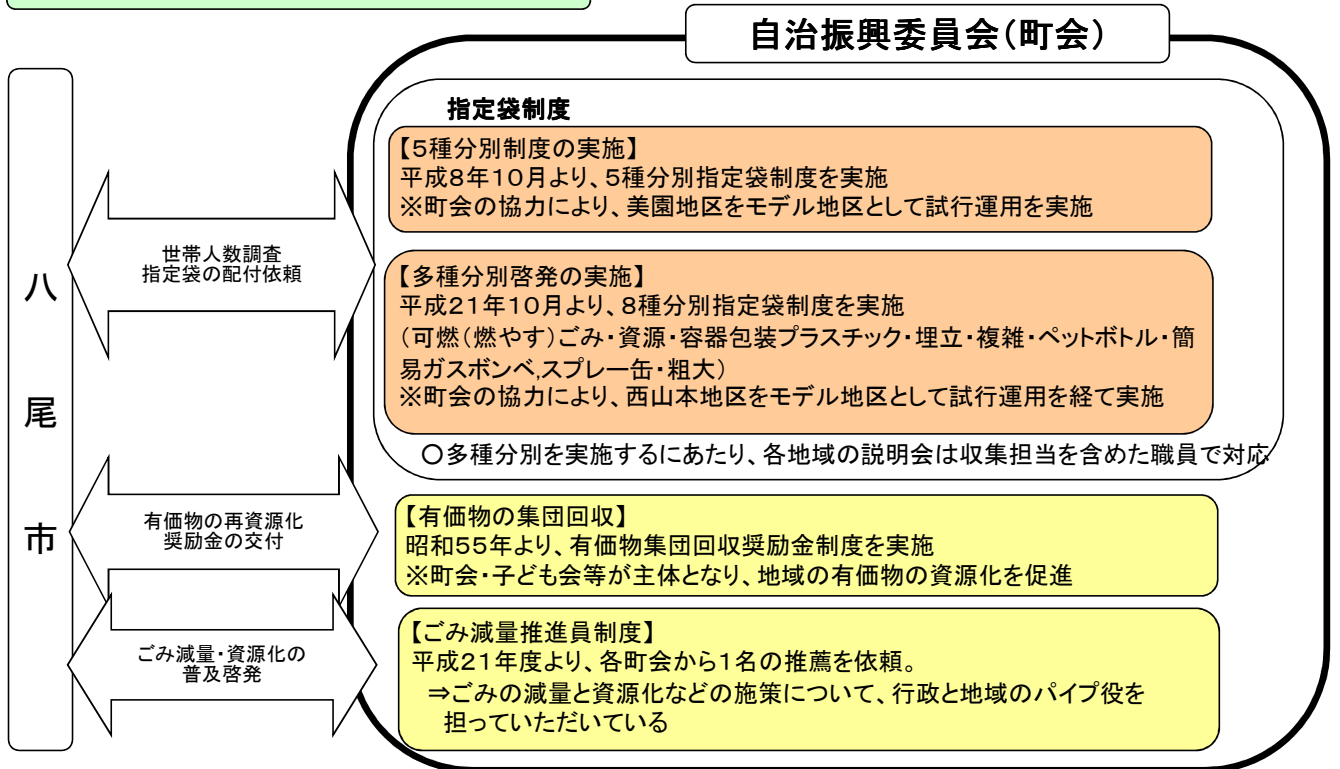 自治振興委員会(町会)
八尾市
指定袋制度
【5種分別制度の実施】
平成8年10月より、5種分別指定袋制度を実施
※町会の協力により、美園地区をモデル地区として試行運用を実施
世帯人数調査
指定袋の配付依頼
【多種分別啓発の実施】
平成21年10月より、8種分別指定袋制度を実施
(可燃(燃やす)ごみ・資源・容器包装プラスチック・埋立・複雑・ペットボトル・簡
易ガスボンベ,スプレー缶・粗大)
※町会の協力により、西山本地区をモデル地区として試行運用を経て実施
○多種分別を実施するにあたり、各地域の説明会は収集担当を含めた職員で対応
有価物の再資源化
奨励金の交付
【有価物の集団回収】
昭和55年より、有価物集団回収奨励金制度を実施
※町会・子ども会等が主体となり、地域の有価物の資源化を促進
ごみ減量・資源化の
普及啓発
【ごみ減量推進員制度】
平成21年度より、各町会から1名の推薦を依頼。
⇒ごみの減量と資源化などの施策について、行政と地域のパイプ役を
担っていただいている